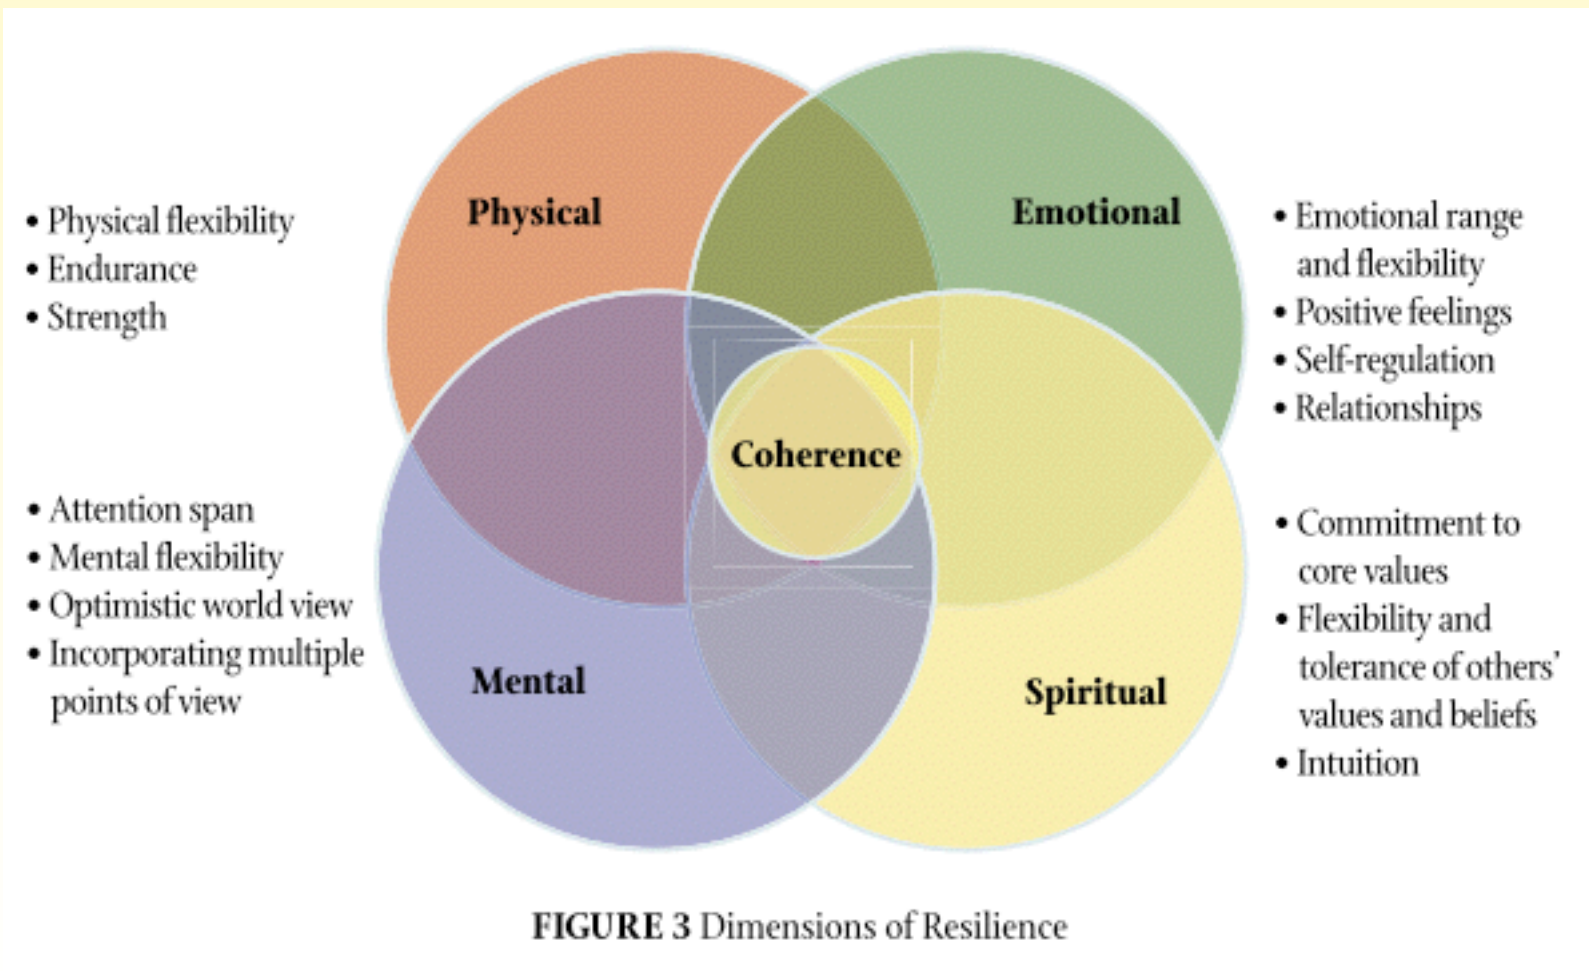 Physical
• Physical flexibility
• Endurance
• Strength
Emotional
• Emotional range
and flexibility
• Positive feelings
• Self-regulation
• Relationships
Coherence
Mental
• Attention span
• Mental flexibility
• Optimistic world view
• Incorporating multiple
points of view
Spiritual
• Commitment to
core values
• Flexibility and
tolerance of others’
values and beliefs
• Intuition
FIGURE 3 Dimensions of Resilience